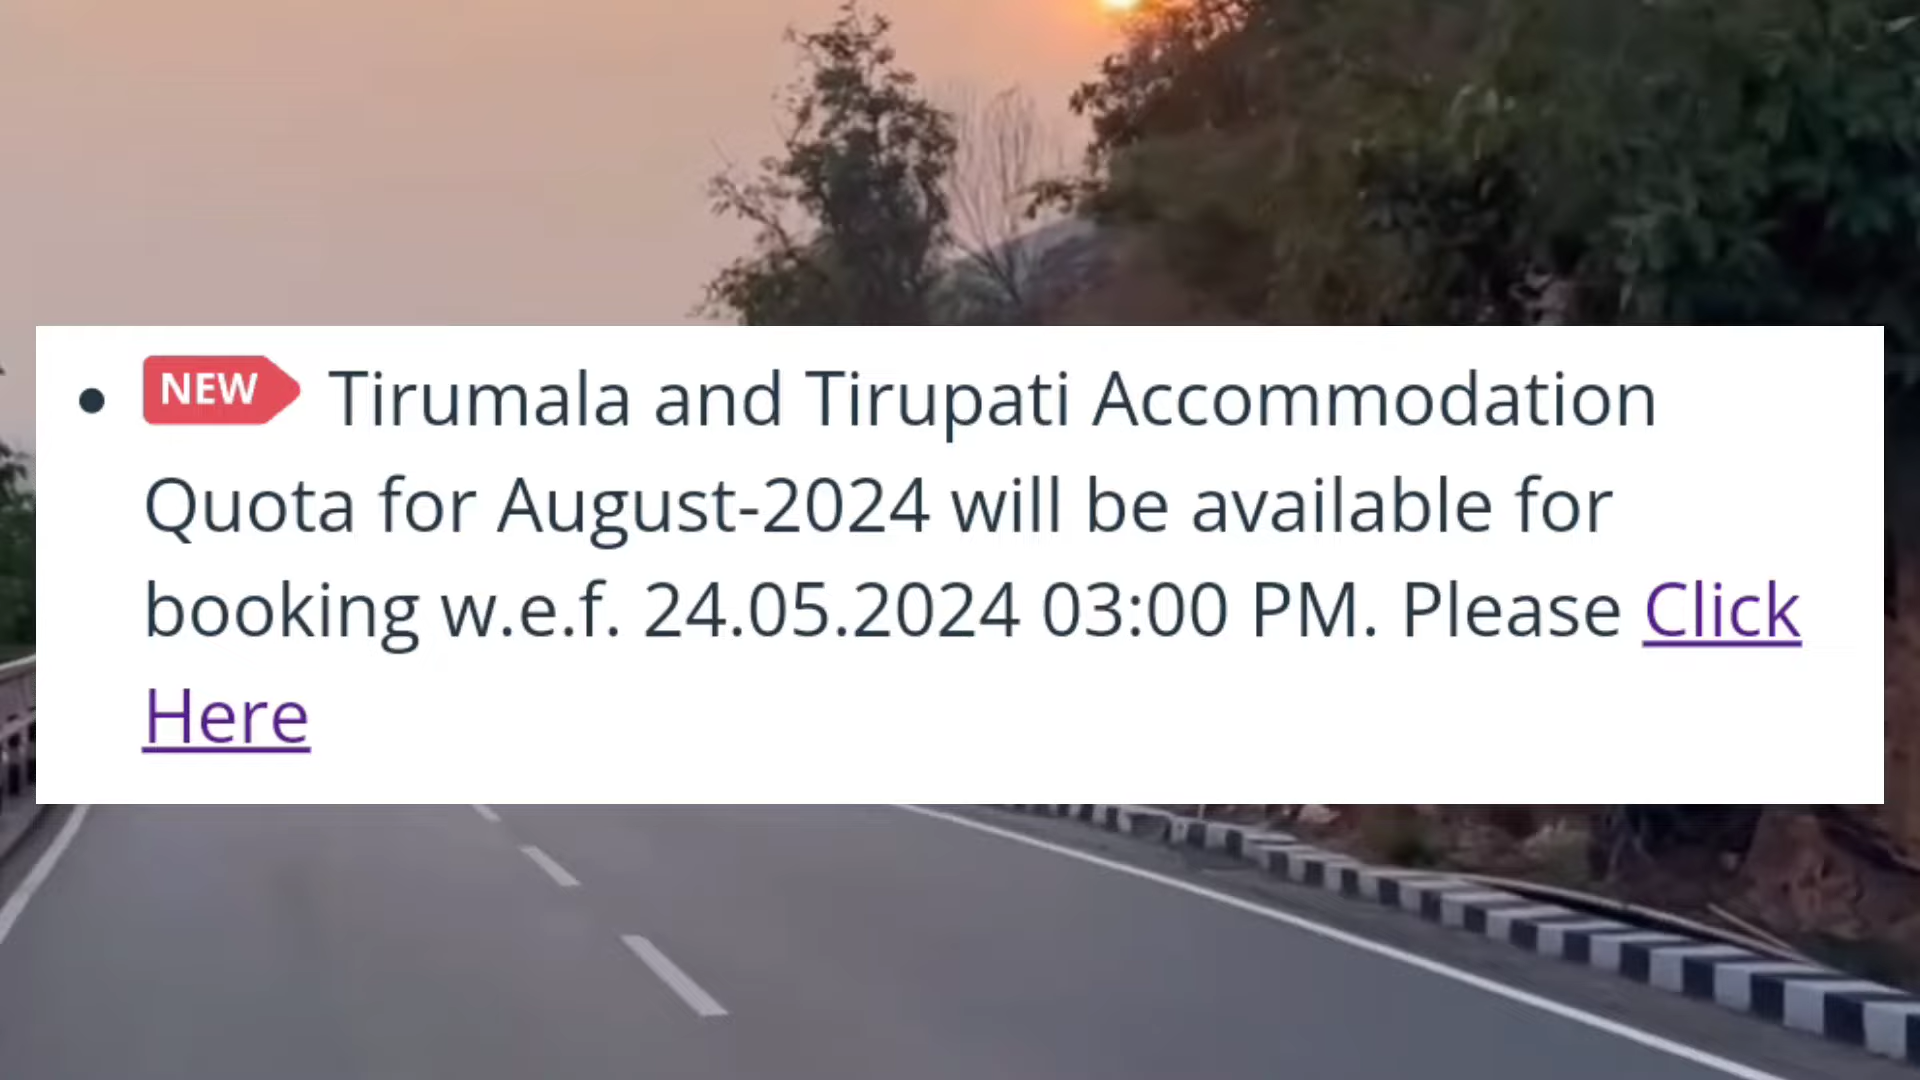 • NEW Tirumala and Tirupati Accommodation
Quota for August-2024 will be available for
booking w.e.f. 24.05.2024 03:00 PM. Please Click
Here